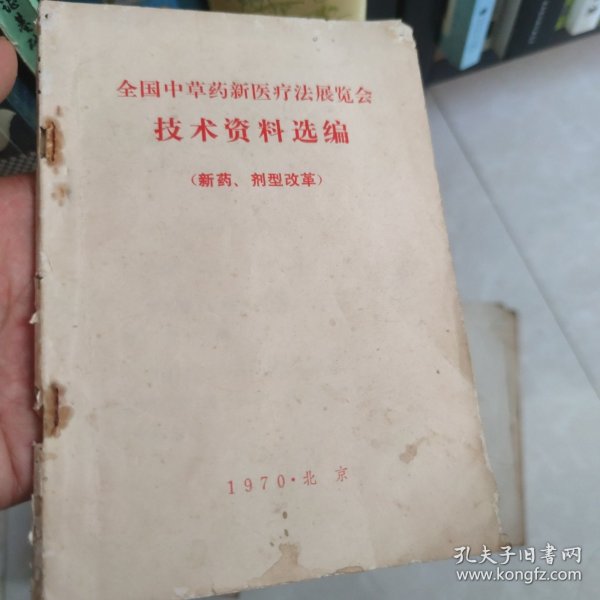 全国中草药新医疗法展览会
技术资料选编
（新药、剂型改革）
1970·北京
孔夫子旧书网
www.kongfz.com